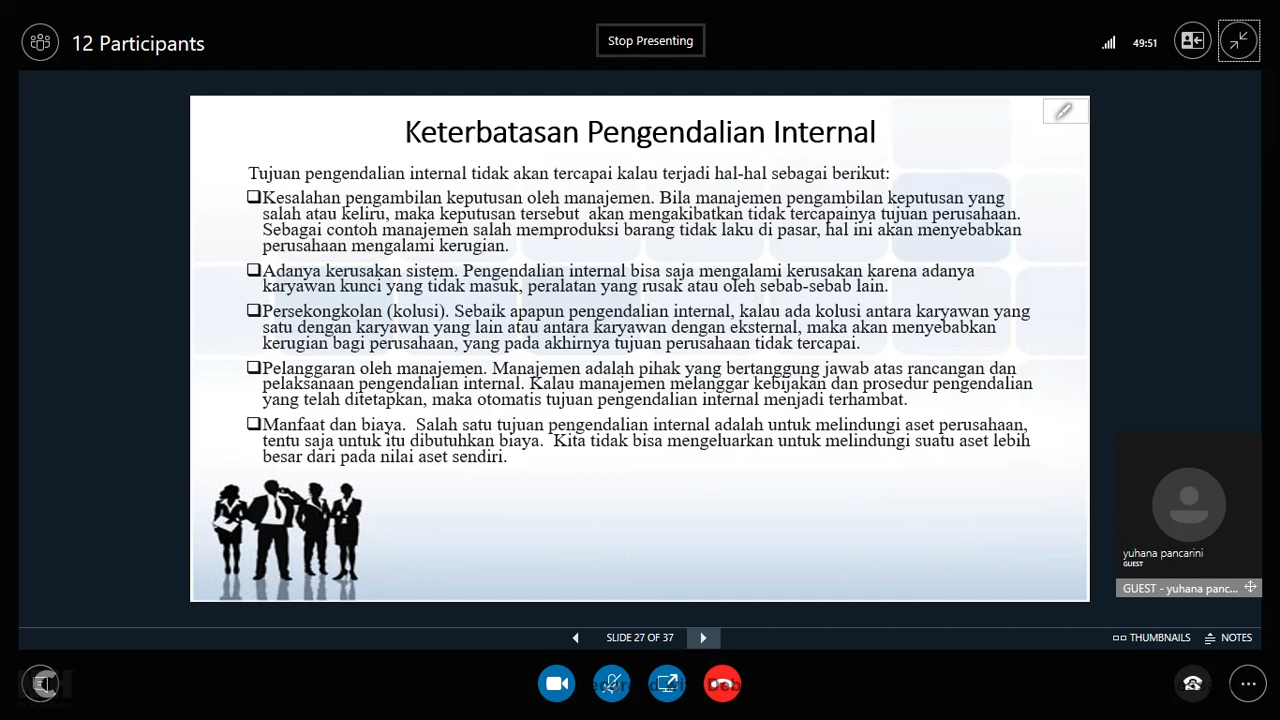 12 Participants
Stop Presenting
49:51
Keterbatasan Pengendalian Internal
Tujuan pengendalian internal tidak akan tercapai kalau terjadi hal-hal sebagai berikut:
Kesalahan pengambilan keputusan oleh manajemen. Bila manajemen pengambilan keputusan yang
salah atau keliru, maka keputusan tersebut akan mengakibatkan tidak tercapainya tujuan perusahaan.
Sebagai contoh manajemen salah memproduksi barang tidak laku di pasar, hal ini akan menyebabkan
perusahaan mengalami kerugian.
Adanya kerusakan sistem. Pengendalian internal bisa saja mengalami kerusakan karena adanya
karyawan kunci yang tidak masuk, peralatan yang rusak atau oleh sebab-sebab lain.
Persekongkolan (kolusi). Sebaik apapun pengendalian internal, kalau ada kolusi antara karyawan yang
satu dengan karyawan yang lain atau antara karyawan dengan eksternal, maka akan menyebabkan
kerugian bagi perusahaan, yang pada akhirnya tujuan perusahaan tidak tercapai.
Pelanggaran oleh manajemen. Manajemen adalah pihak yang bertanggung jawab atas rancangan dan
pelaksanaan pengendalian internal. Kalau manajemen melanggar kebijakan dan prosedur pengendalian
yang telah ditetapkan, maka otomatis tujuan pengendalian internal menjadi terhambat.
Manfaat dan biaya. Salah satu tujuan pengendalian internal adalah untuk melindungi aset perusahaan,
tentu saja untuk itu dibutuhkan biaya. Kita tidak bisa mengeluarkan untuk melindungi suatu aset lebih
besar dari pada nilai aset sendiri.
yuhana pancarini
GUEST
GUEST - yuhana panc...
SLIDE 27 OF 37
THUMBNAILS
NOTES